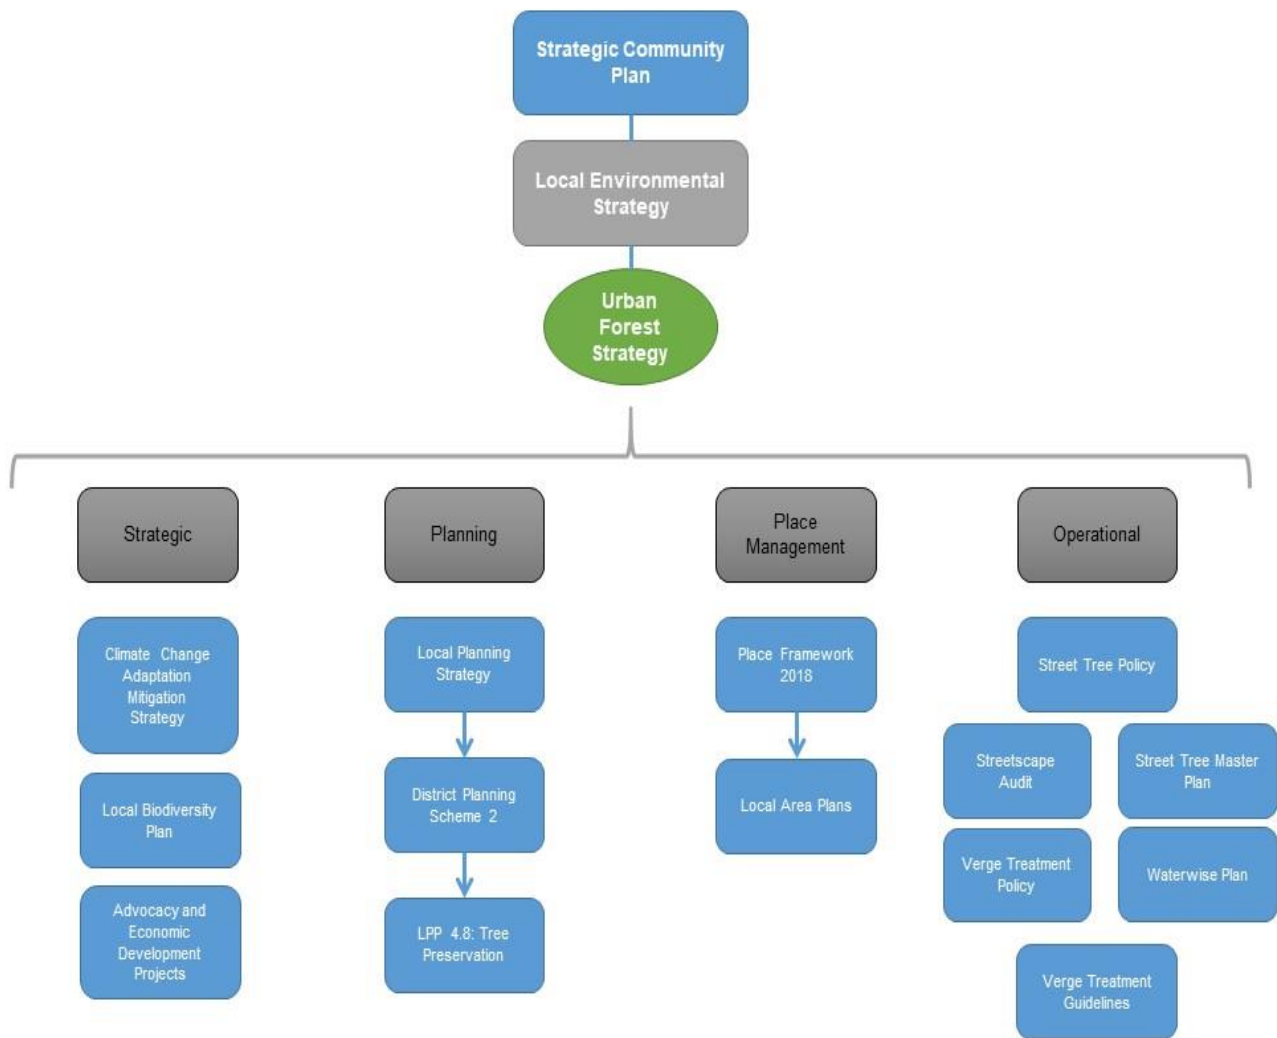 Strategic Community
Plan
Local Environmental
Strategy
Urban
Forest
Strategy
Strategic
Planning
Place
Management
Operational
Climate Change
Adaptation
Mitigation
Strategy
Local Biodiversity
Plan
Advocacy and
Economic
Development
Projects
Local Planning
Strategy
District Planning
Scheme 2
LPP 4.8: Tree
Preservation
Place Framework
2018
Local Area Plans
Street Tree Policy
Streetscape
Audit
Street Tree Master
Plan
Verge Treatment
Policy
Waterwise Plan
Verge Treatment
Guidelines